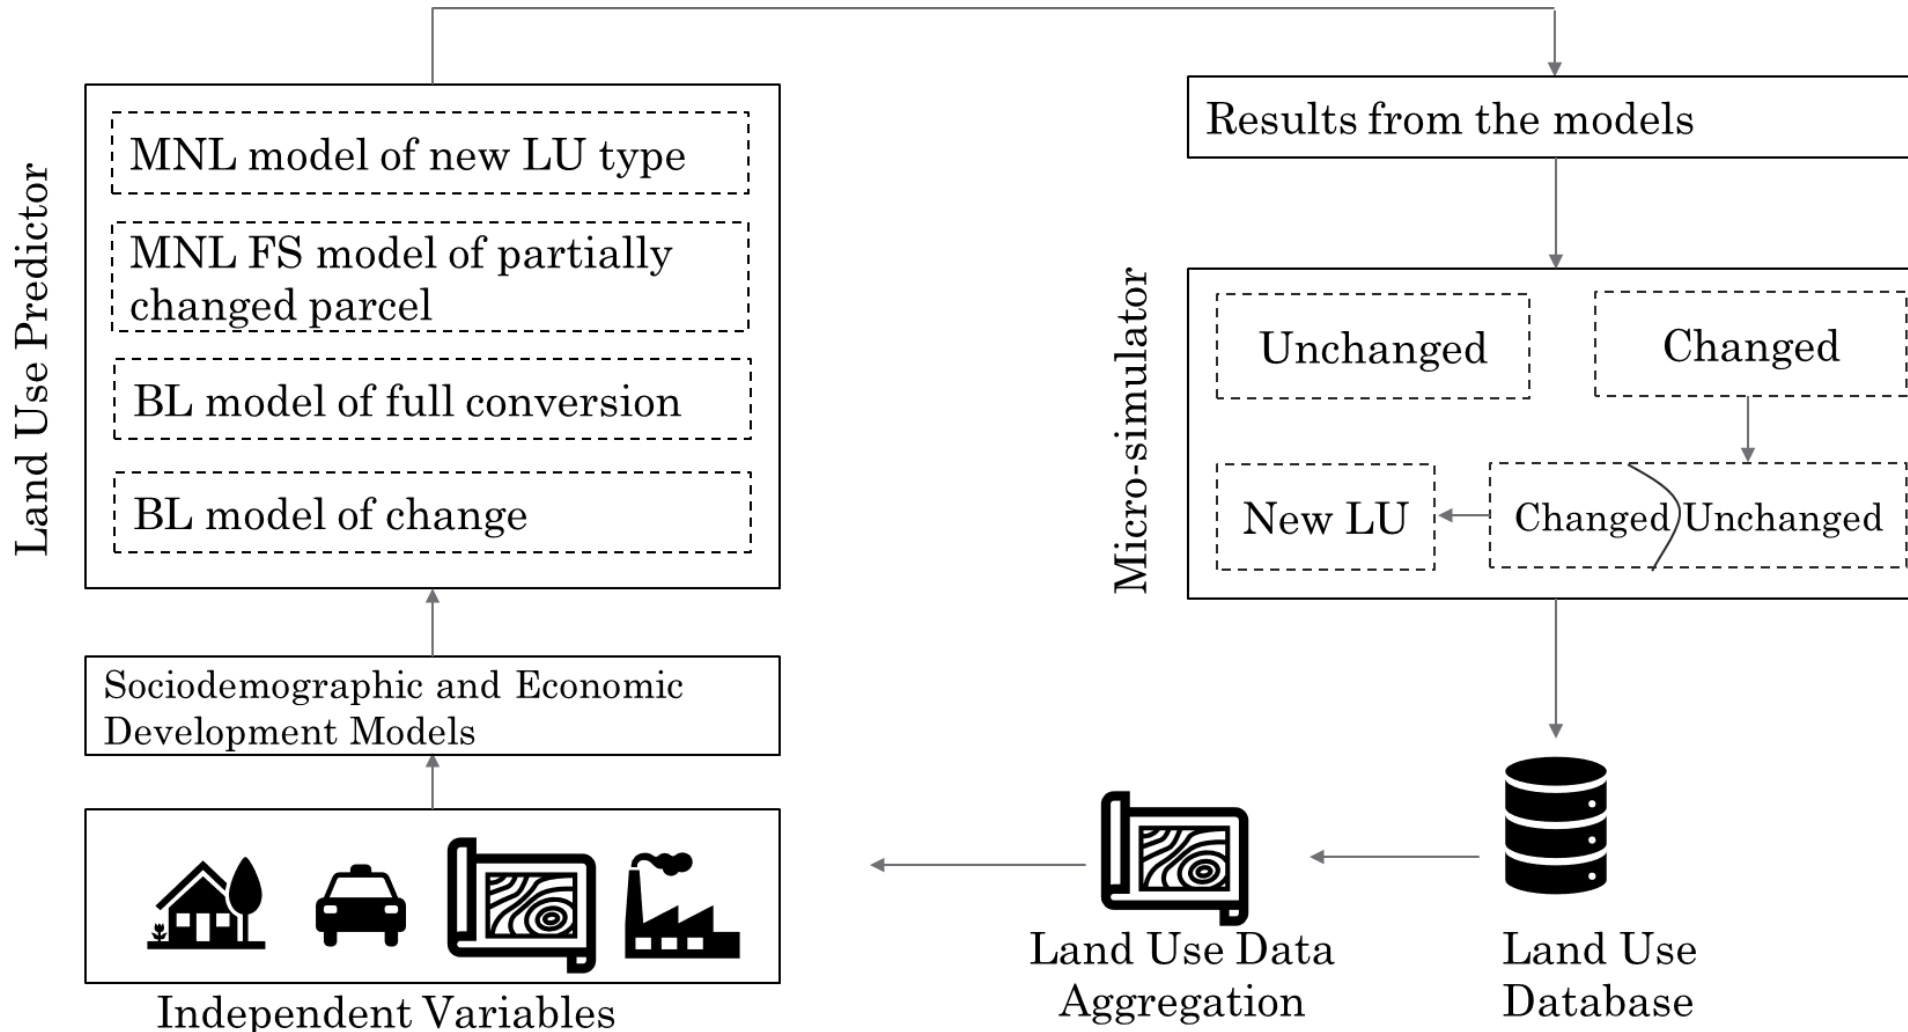 Land Use Predictor
MNL model of new LU type
MNL FS model of partially
changed parcel
BL model of full conversion
BL model of change
Sociodemographic and Economic
Development Models
Independent Variables
Results from the models
Micro-simulator
Unchanged
Changed
New LU
Changed
Unchanged
Land Use Data
Aggregation
Land Use
Database